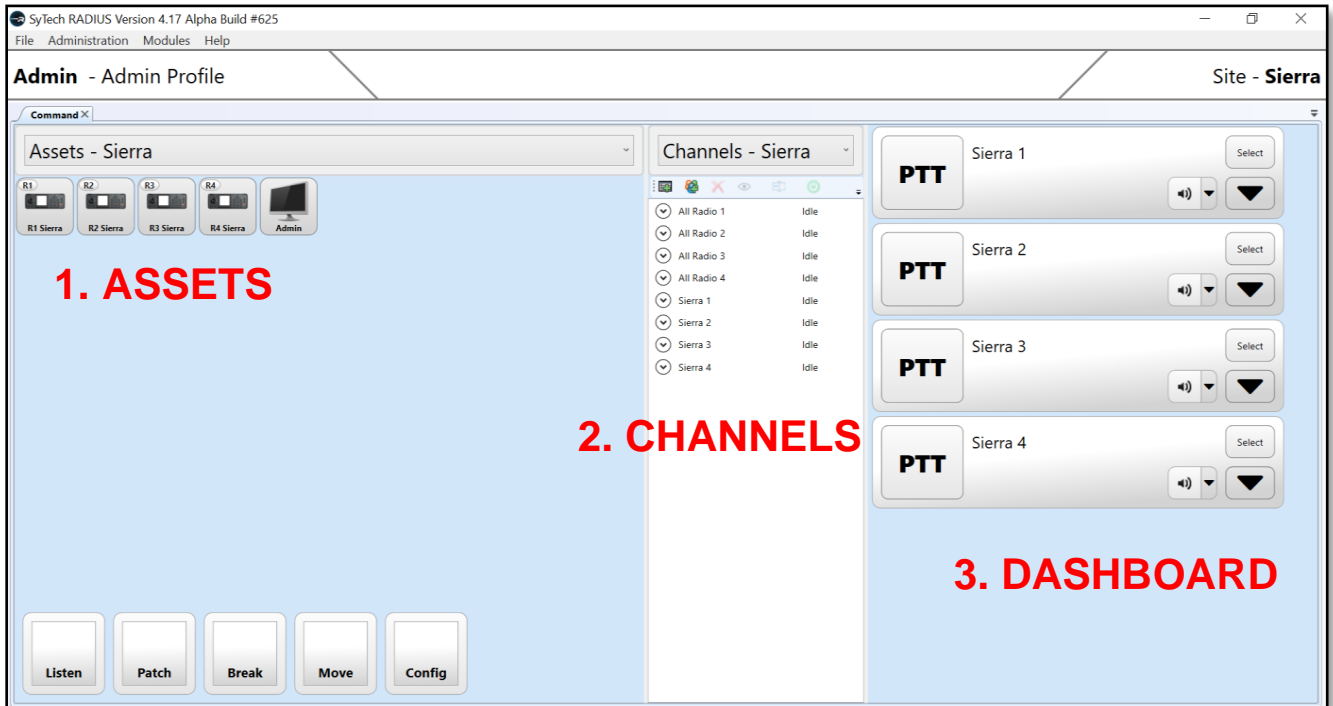 SyTech RADIUS Version 4.17 Alpha Build #625
File Administration Modules Help
Admin - Admin Profile
Site - Sierra
Command
Assets - Sierra
R1
R2
R3
R4
R1 Sierra
R2 Sierra
R3 Sierra
R4 Sierra
Admin
1. ASSETS
Listen
Patch
Break
Move
Config
Channels - Sierra
All Radio 1 Idle
All Radio 2 Idle
All Radio 3 Idle
All Radio 4 Idle
Sierra 1 Idle
Sierra 2 Idle
Sierra 3 Idle
Sierra 4 Idle
2. CHANNELS
PTT
Sierra 1
Select
PTT
Sierra 2
Select
PTT
Sierra 3
Select
PTT
Sierra 4
Select
3. DASHBOARD